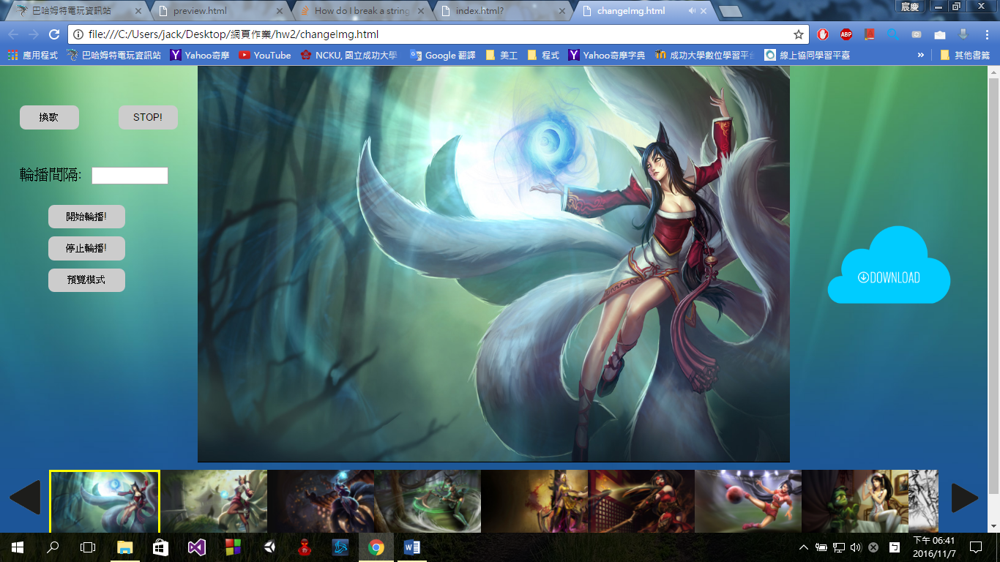 巴哈姆特電玩資訊站
preview.html
How do I break a string
index.html?
changeImg.html
宸慶
file:///C:/Users/jack/Desktop/網頁作業/hw2/changeImg.html
ABP
應用程式
巴哈姆特電玩資訊站
Yahoo奇摩
YouTube
NCKU, 國立成功大學
Google 翻譯
美工
程式
Yahoo奇摩字典
成功大學數位學習平台
線上協同學習平臺
»
其他書籤
換歌
STOP!
輪播間隔:
開始輪播!
停止輪播!
預覽模式
DOWNLOAD
下午 06:41
2016/11/7